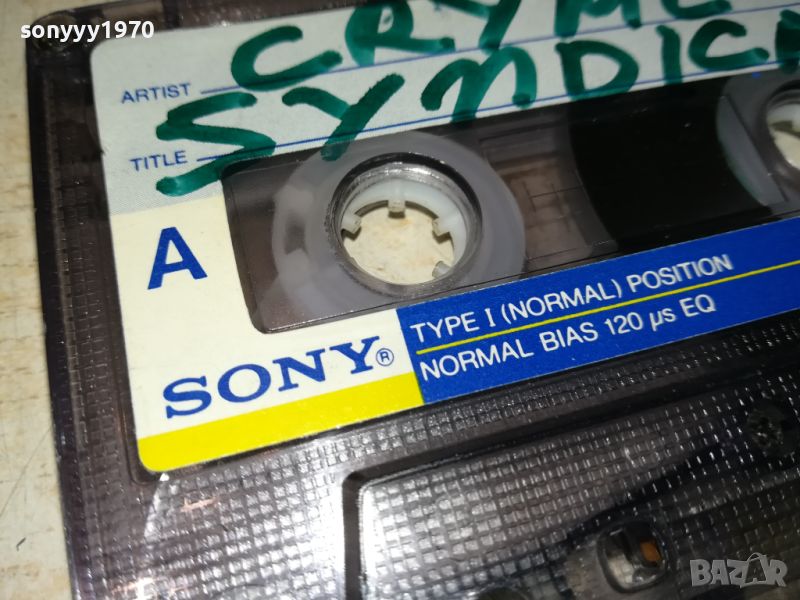 sonyyy1970
ARTIST CRYME
TITLE SYNDICA
A
SONY®
TYPE I (NORMAL) POSITION
NORMAL BIAS 120 µs EQ
BAZAR